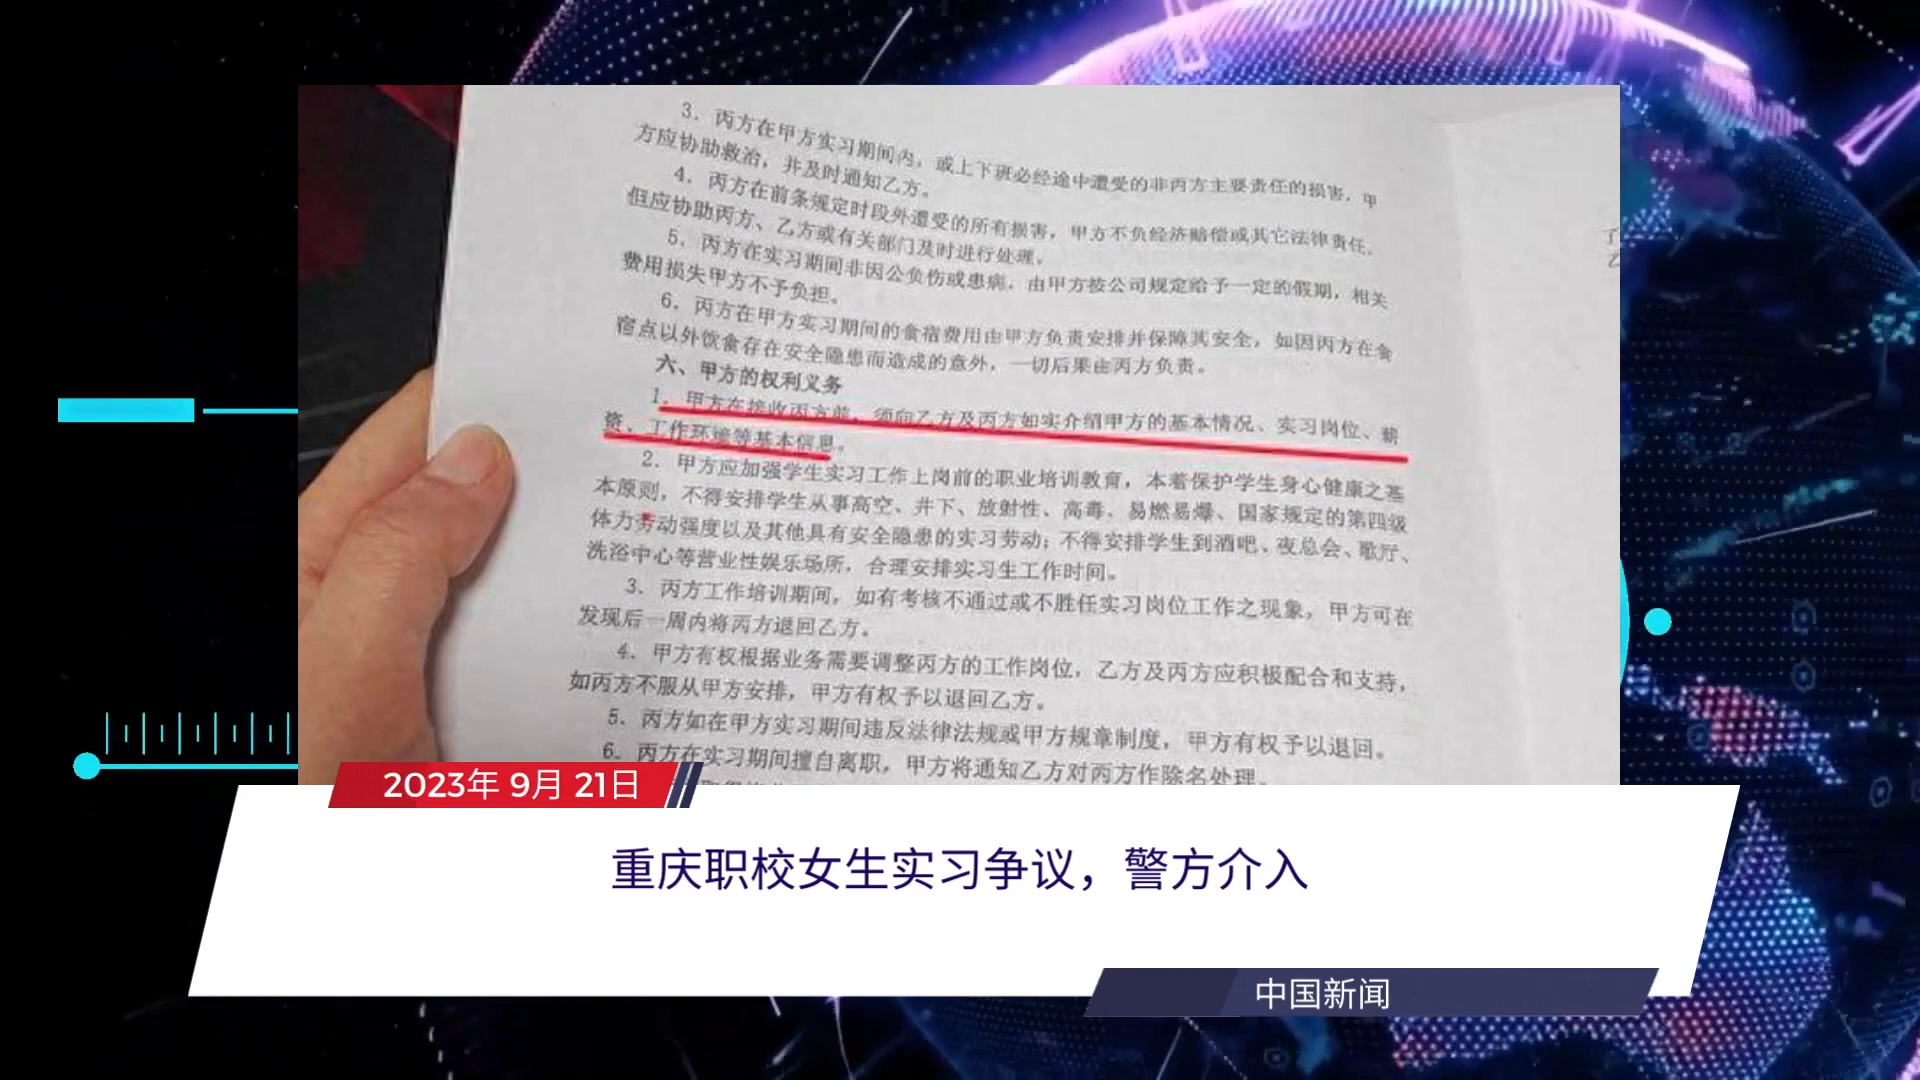 3. 丙方在甲方实习期间内，或上下班必经途中遭受的非丙方主要责任的损害，甲
方应协助救治，并及时通知乙方。
4. 丙方在前条规定时段外遭受的所有损害，甲方不负经济赔偿或其它法律责任，
但应协助丙方、乙方或有关部门及时进行处理。
5. 丙方在实习期间非因公负伤或患病，由甲方按公司规定给予一定的假期，相关
费用损失甲方不予负担。
6. 丙方在甲方实习期间的食宿费用由甲方负责安排并保障其安全，如因丙方在食
宿点以外饮食存在安全隐患而造成的意外，一切后果由丙方负责。
六、甲方的权利义务
1. 甲方在接收丙方前，须向乙方及丙方如实介绍甲方的基本情况、实习岗位、薪
资、工作环境等基本信息。
2. 甲方应加强学生实习工作上岗前的职业培训教育，本着保护学生身心健康之基
本原则，不得安排学生从事高空、井下、放射性、高毒、易燃易爆、国家规定的第四级
体力劳动强度以及其他具有安全隐患的实习劳动；不得安排学生到酒吧、夜总会、歌厅、
洗浴中心等营业性娱乐场所，合理安排实习生工作时间。
3. 丙方工作培训期间，如有考核不通过或不胜任实习岗位工作之现象，甲方可在
发现后一周内将丙方退回乙方。
4. 甲方有权根据业务需要调整丙方的工作岗位，乙方及丙方应积极配合和支持，
如丙方不服从甲方安排，甲方有权予以退回乙方。
5. 丙方如在甲方实习期间违反法律法规或甲方规章制度，甲方有权予以退回。
6. 丙方在实习期间擅自离职，甲方将通知乙方对丙方作除名处理。
2023年 9月 21日
重庆职校女生实习争议，警方介入
中国新闻